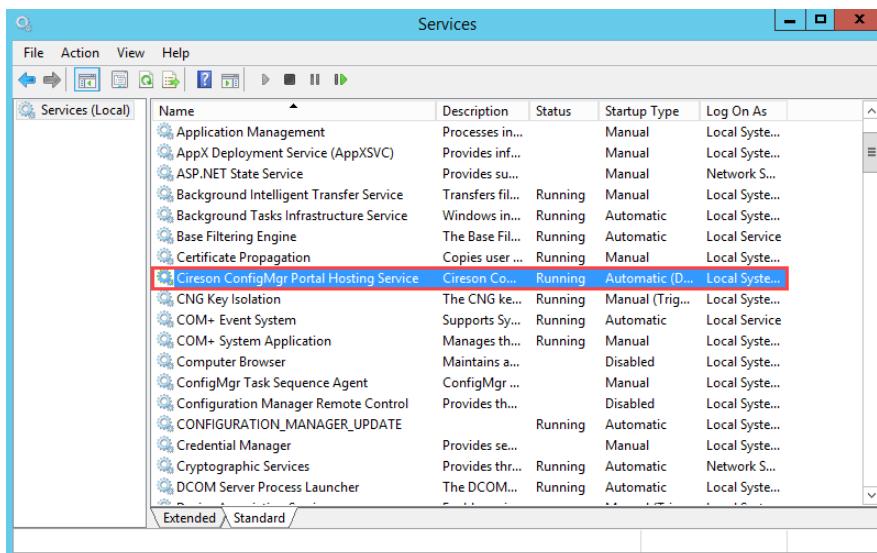 Services
File Action View Help
Services (Local)
Name Description Status Startup Type Log On As
Application Management Processes in... Manual Local Syste...
AppX Deployment Service (AppXSVC) Provides inf... Manual Local Syste...
ASP.NET State Service Provides su... Manual Network S...
Background Intelligent Transfer Service Transfers fil... Running Manual Local Syste...
Background Tasks Infrastructure Service Windows in... Running Automatic Local Syste...
Base Filtering Engine The Base Fil... Running Automatic Local Service
Certificate Propagation Copies user ... Running Manual Local Syste...
Cireson ConfigMgr Portal Hosting Service Cireson Co... Running Automatic (D... Local Syste...
CNG Key Isolation The CNG ke... Running Manual (Trig... Local Syste...
COM+ Event System Supports Sy... Running Automatic Local Service
COM+ System Application Manages th... Running Manual Local Syste...
Computer Browser Maintains a... Disabled Local Syste...
ConfigMgr Task Sequence Agent ConfigMgr ... Manual Local Syste...
Configuration Manager Remote Control Provides th... Disabled Local Syste...
CONFIGURATION_MANAGER_UPDATE Running Automatic Local Syste...
Credential Manager Provides se... Manual Local Syste...
Cryptographic Services Provides thr... Running Automatic Network S...
DCOM Server Process Launcher The DCOM... Running Automatic Local Syste...
Extended Standard